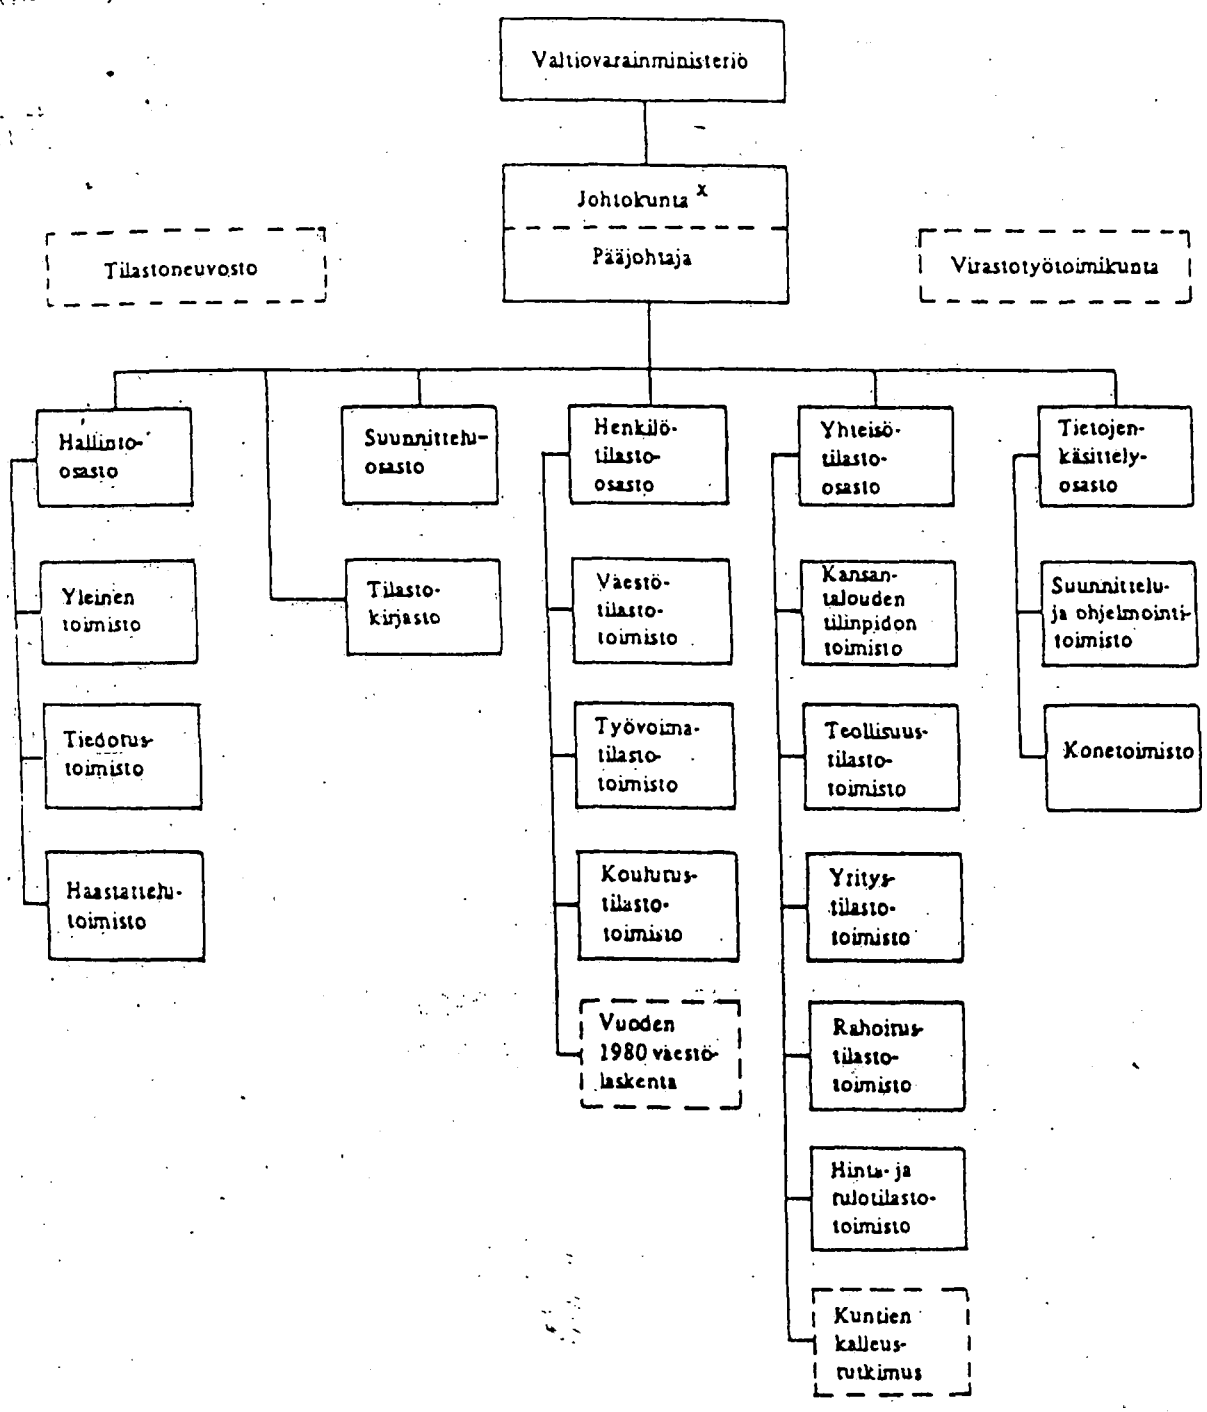 Valtiovarainministeriö
Johtokunta x
Pääjohtaja
Tilastoneuvosto
Virastotyötoimikunta
Hallinto-
osasto
Yleinen
toimisto
Tiedotus-
toimisto
Haastattelu-
toimisto
Suunnittelu-
osasto
Tilasto-
kirjasto
Henkilö-
tilasto-
osasto
Väestö-
tilasto-
toimisto
Työvoima-
tilasto-
toimisto
Koulutus-
tilasto-
toimisto
Vuoden
1980 väestö-
laskenta
Yhteisö-
tilasto-
osasto
Kansan-
talouden
tilinpidon
toimisto
Teollisuus-
tilasto-
toimisto
Yritys-
tilasto-
toimisto
Rahoitus-
tilasto-
toimisto
Hinta- ja
tulotilasto-
toimisto
Kuntien
kalleus-
tutkimus
Tietojen-
käsittely-
osasto
Suunnittelu-
ja ohjelmointi-
toimisto
Konetoimisto